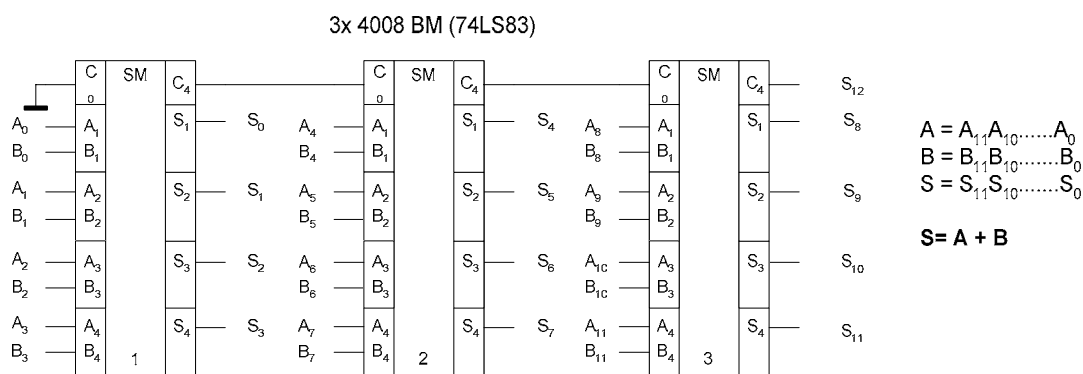 3x 4008 BM (74LS83)
C0 SM C4 C0 SM C4 C0 SM C4 S12
A0 A1 S1 S0 A4 A1 S1 S4 A8 A1 S1 S8
B0 B1 B4 B1 B8 B1
A1 A2 S2 S1 A5 A2 S2 S5 A9 A2 S2 S9
B1 B2 B5 B2 B9 B2
A2 A3 S3 S2 A6 A3 S3 S6 A10 A3 S3 S10
B2 B3 B6 B3 B10 B3
A3 A4 S4 S3 A7 A4 S4 S7 A11 A4 S4 S11
B3 B4 1 B7 B4 2 B11 B4 3
A = A11A10......A0
B = B11B10.......B0
S = S11S10.......S0
S= A + B